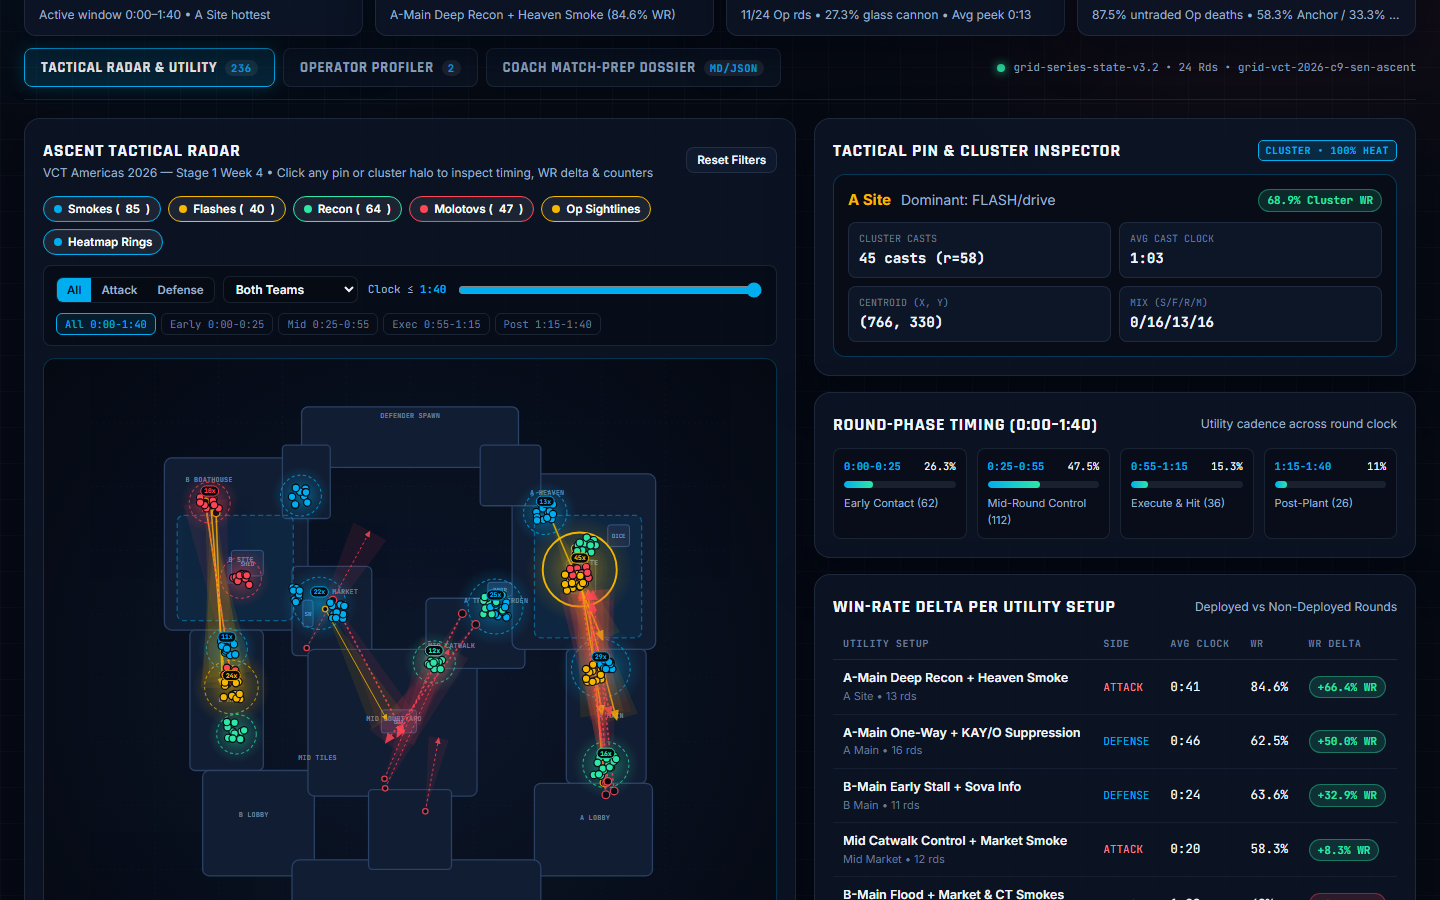 Active window 0:00–1:40 • A Site hottest
A-Main Deep Recon + Heaven Smoke (84.6% WR)
11/24 Op rds • 27.3% glass cannon • Avg peek 0:13
87.5% untraded Op deaths • 58.3% Anchor / 33.3% ...
TACTICAL RADAR & UTILITY 236
OPERATOR PROFILER 2
COACH MATCH-PREP DOSSIER MD/JSON
grid-series-state-v3.2 • 24 Rds • grid-vct-2026-c9-sen-ascent
ASCENT TACTICAL RADAR
VCT Americas 2026 — Stage 1 Week 4 • Click any pin or cluster halo to inspect timing, WR delta & counters
Reset Filters
Smokes ( 85 )
Flashes ( 40 )
Recon ( 64 )
Molotovs ( 47 )
Op Sightlines
Heatmap Rings
All
Attack
Defense
Both Teams
Clock ≤ 1:40
All 0:00-1:40
Early 0:00-0:25
Mid 0:25-0:55
Exec 0:55-1:15
Post 1:15-1:40
DEFENDER SPAWN
B BOATHOUSE
10x
A HEAVEN
13x
DICE
45x
B SITE
22x
MARKET
25x
11x
12x
CATWALK
29x
24x
MID COURTYARD
16x
MID TILES
B LOBBY
A LOBBY
TACTICAL PIN & CLUSTER INSPECTOR
CLUSTER • 100% HEAT
A Site Dominant: FLASH/drive
68.9% Cluster WR
CLUSTER CASTS
45 casts (r=58)
AVG CAST CLOCK
1:03
CENTROID (X, Y)
(766, 330)
MIX (S/F/R/M)
0/16/13/16
ROUND-PHASE TIMING (0:00–1:40)
Utility cadence across round clock
0:00-0:25 26.3%
Early Contact (62)
0:25-0:55 47.5%
Mid-Round Control
(112)
0:55-1:15 15.3%
Execute & Hit (36)
1:15-1:40 11%
Post-Plant (26)
WIN-RATE DELTA PER UTILITY SETUP
Deployed vs Non-Deployed Rounds
UTILITY SETUP SIDE AVG CLOCK WR WR DELTA
A-Main Deep Recon + Heaven Smoke
A Site • 13 rds
ATTACK 0:41 84.6% +66.4% WR
A-Main One-Way + KAY/O Suppression
A Main • 16 rds
DEFENSE 0:46 62.5% +50.0% WR
B-Main Early Stall + Sova Info
B Main • 11 rds
DEFENSE 0:24 63.6% +32.9% WR
Mid Catwalk Control + Market Smoke
Mid Market • 12 rds
ATTACK 0:20 58.3% +8.3% WR
B-Main Flood + Market & CT Smokes